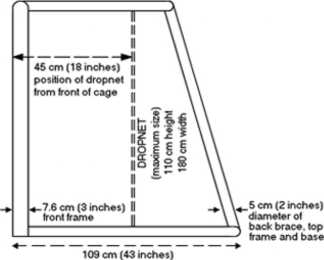 45 cm (18 inches)
position of dropnet
from front of cage
DROPNET
(maximum size)
110 cm height
180 cm width
7.6 cm (3 inches)
front frame
5 cm (2 inches)
diameter of
back brace, top
frame and base
109 cm (43 inches)